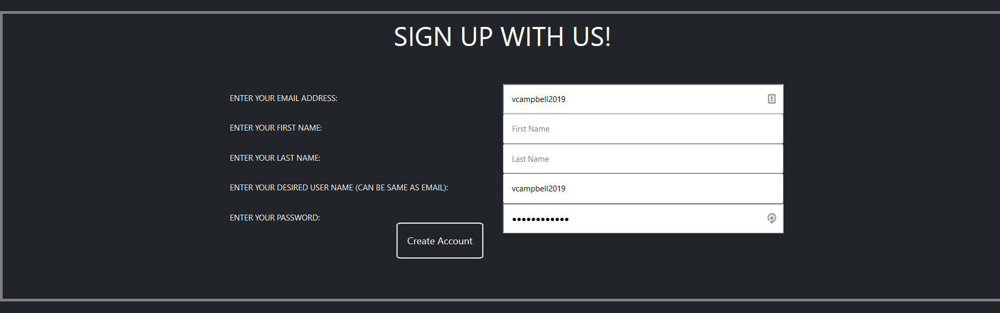 SIGN UP WITH US!
ENTER YOUR EMAIL ADDRESS: vcampbell2019
ENTER YOUR FIRST NAME: First Name
ENTER YOUR LAST NAME: Last Name
ENTER YOUR DESIRED USER NAME (CAN BE SAME AS EMAIL): vcampbell2019
ENTER YOUR PASSWORD: ••••••••••••
Create Account